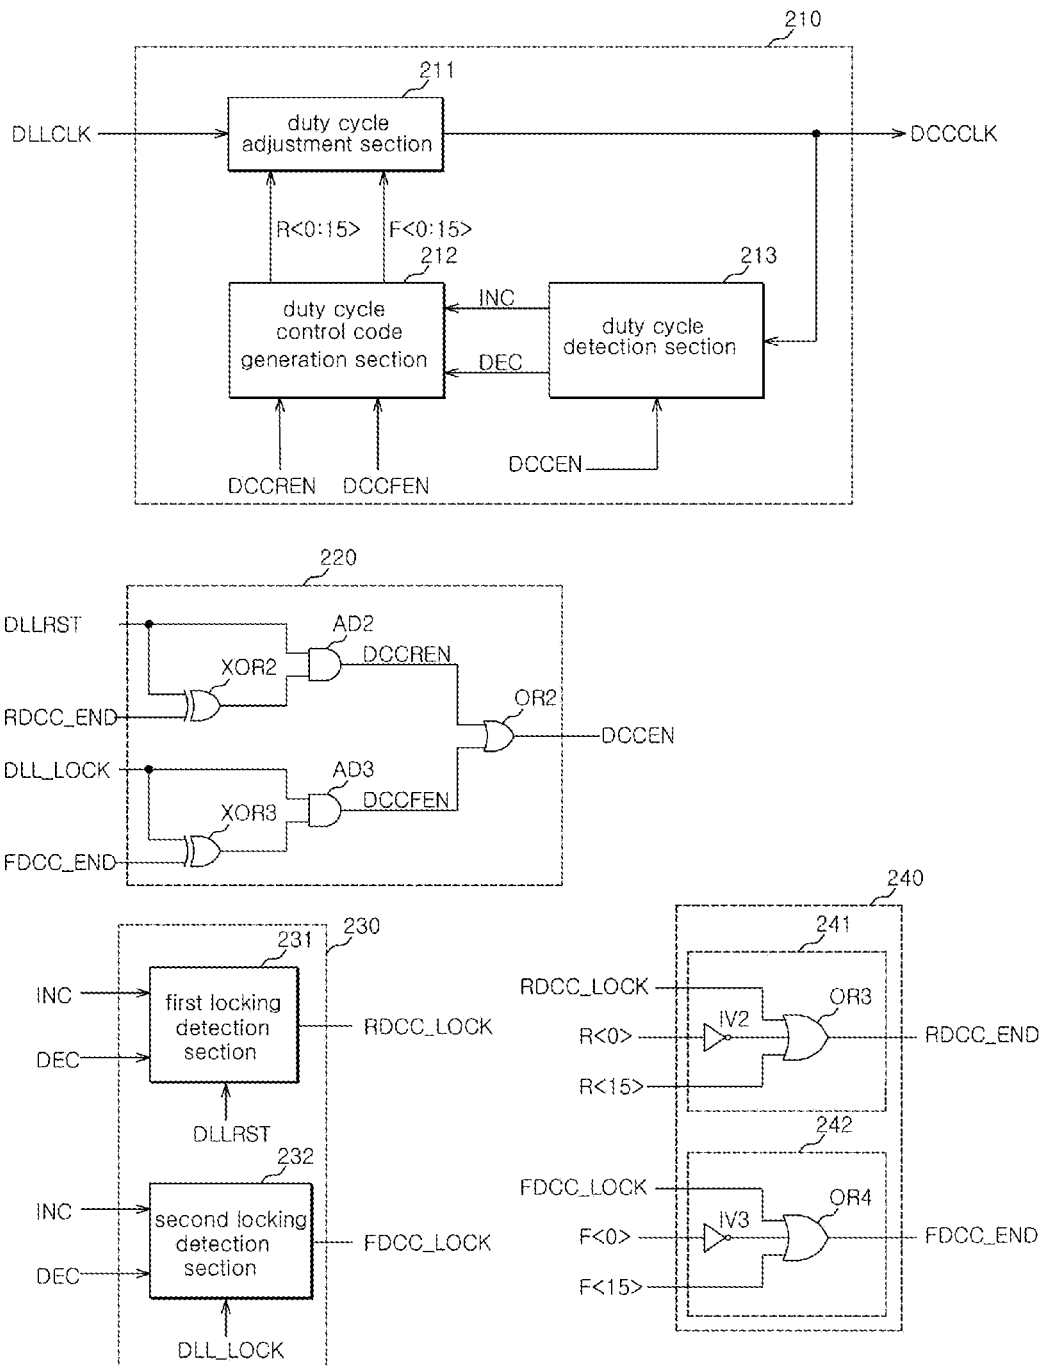 210
211
DLLCLK
duty cycle
adjustment section
DCCCLK
R<0:15>
F<0:15>
212
213
duty cycle
control code
generation section
INC
DEC
duty cycle
detection section
DCCEN
DCCREN
DCCFEN
220
DLLRST
AD2
DCCREN
XOR2
RDCC_END
OR2
DCCEN
DLL_LOCK
AD3
DCCFEN
XOR3
FDCC_END
230
231
INC
first locking
detection
section
RDCC_LOCK
DEC
DLLRST
232
INC
second locking
detection
section
FDCC_LOCK
DEC
DLL_LOCK
240
241
RDCC_LOCK
OR3
IV2
R<0>
RDCC_END
R<15>
242
FDCC_LOCK
OR4
IV3
F<0>
FDCC_END
F<15>